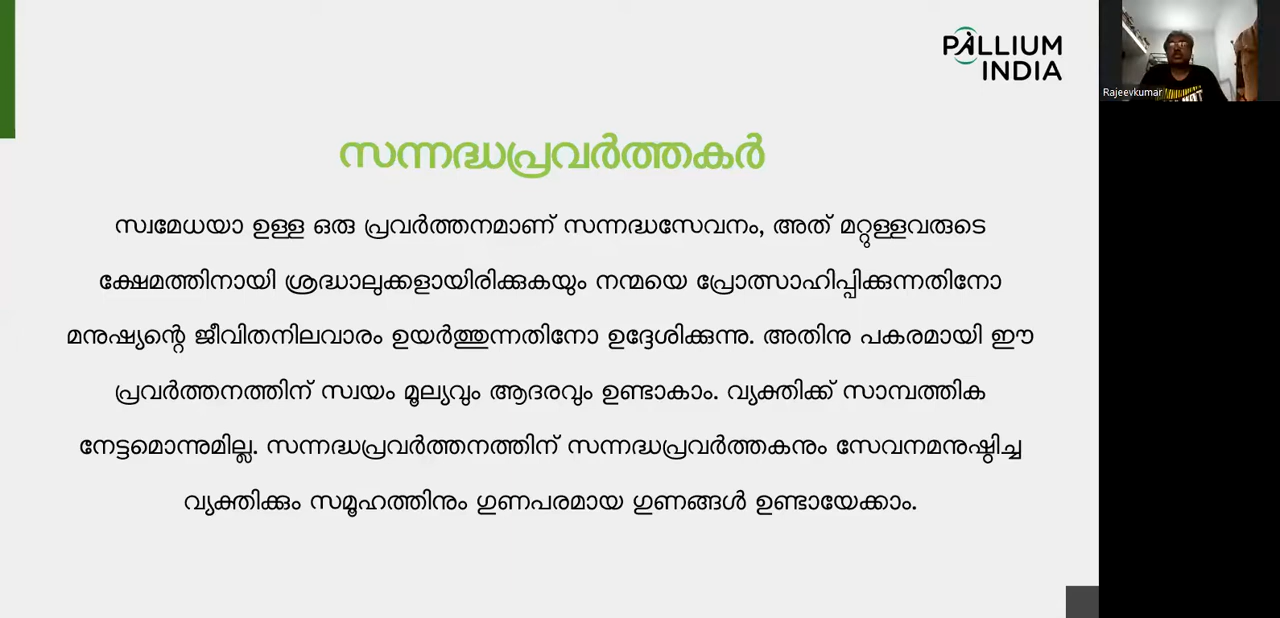 PALLIUM
INDIA
Rajeevkumar
സന്നദ്ധപ്രവർത്തകർ
സ്വമേധയാ ഉള്ള ഒരു പ്രവർത്തനമാണ് സന്നദ്ധസേവനം, അത് മറ്റുള്ളവരുടെ
ക്ഷേമത്തിനായി ശ്രദ്ധാലുക്കളായിരിക്കുകയും നന്മയെ പ്രോത്സാഹിപ്പിക്കുന്നതിനോ
മനുഷ്യന്റെ ജീവിതനിലവാരം ഉയർത്തുന്നതിനോ ഉദ്ദേശിക്കുന്നു. അതിനു പകരമായി ഈ
പ്രവർത്തനത്തിന് സ്വയം മൂല്യവും ആദരവും ഉണ്ടാകാം. വ്യക്തിക്ക് സാമ്പത്തിക
നേട്ടമൊന്നുമില്ല. സന്നദ്ധപ്രവർത്തനത്തിന് സന്നദ്ധപ്രവർത്തകനും സേവനമനുഷ്ഠിച്ച
വ്യക്തിക്കും സമൂഹത്തിനും ഗുണപരമായ ഗുണങ്ങൾ ഉണ്ടായേക്കാം.